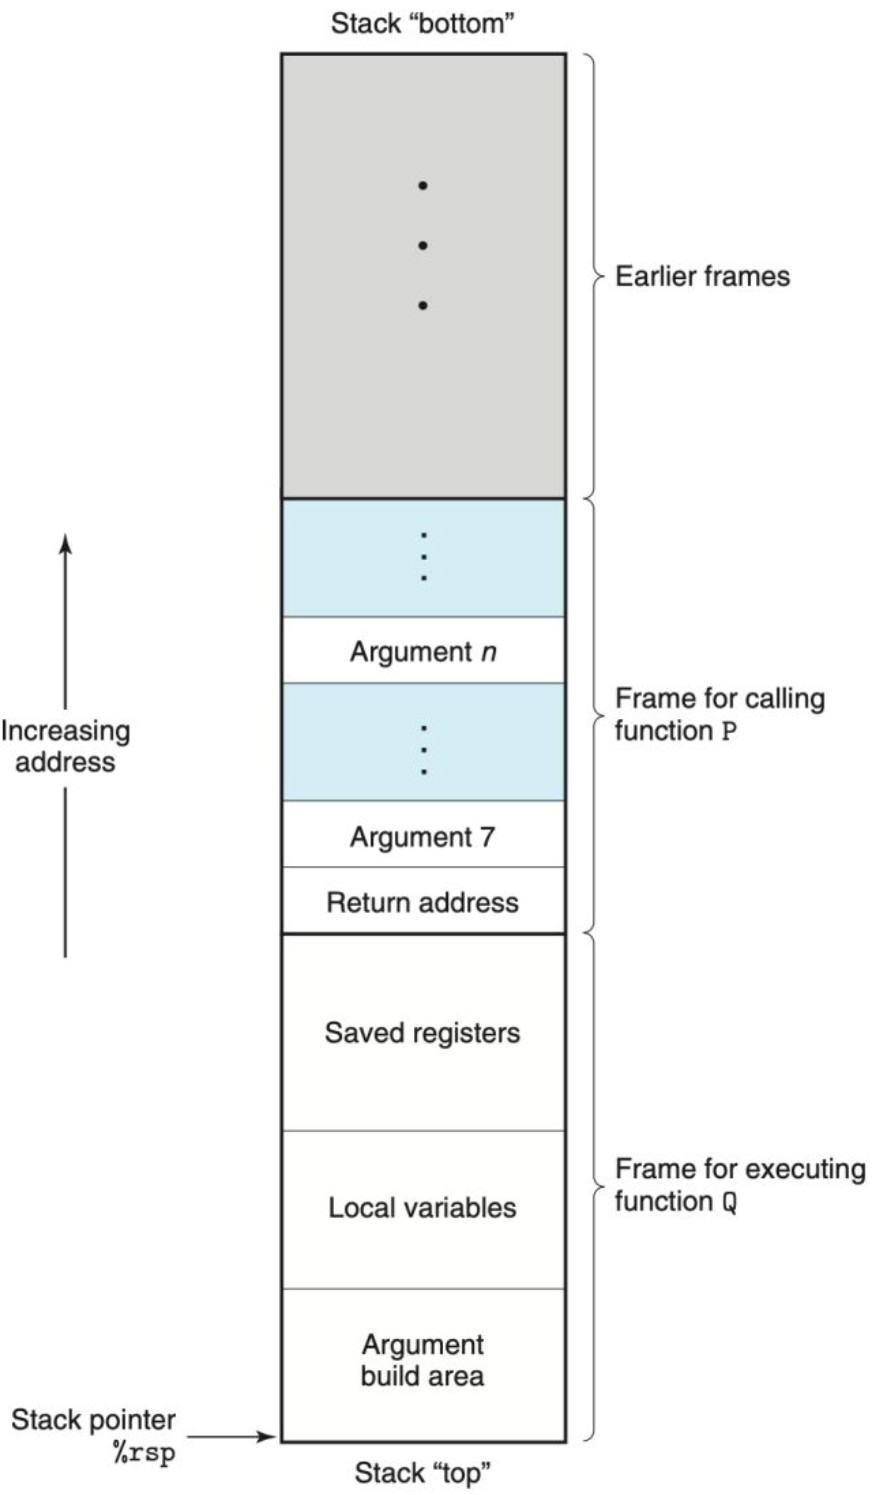 Stack “bottom”
Earlier frames
Argument n
Frame for calling
function P
Increasing
address
Argument 7
Return address
Saved registers
Frame for executing
function Q
Local variables
Argument
build area
Stack pointer
%rsp
Stack “top”